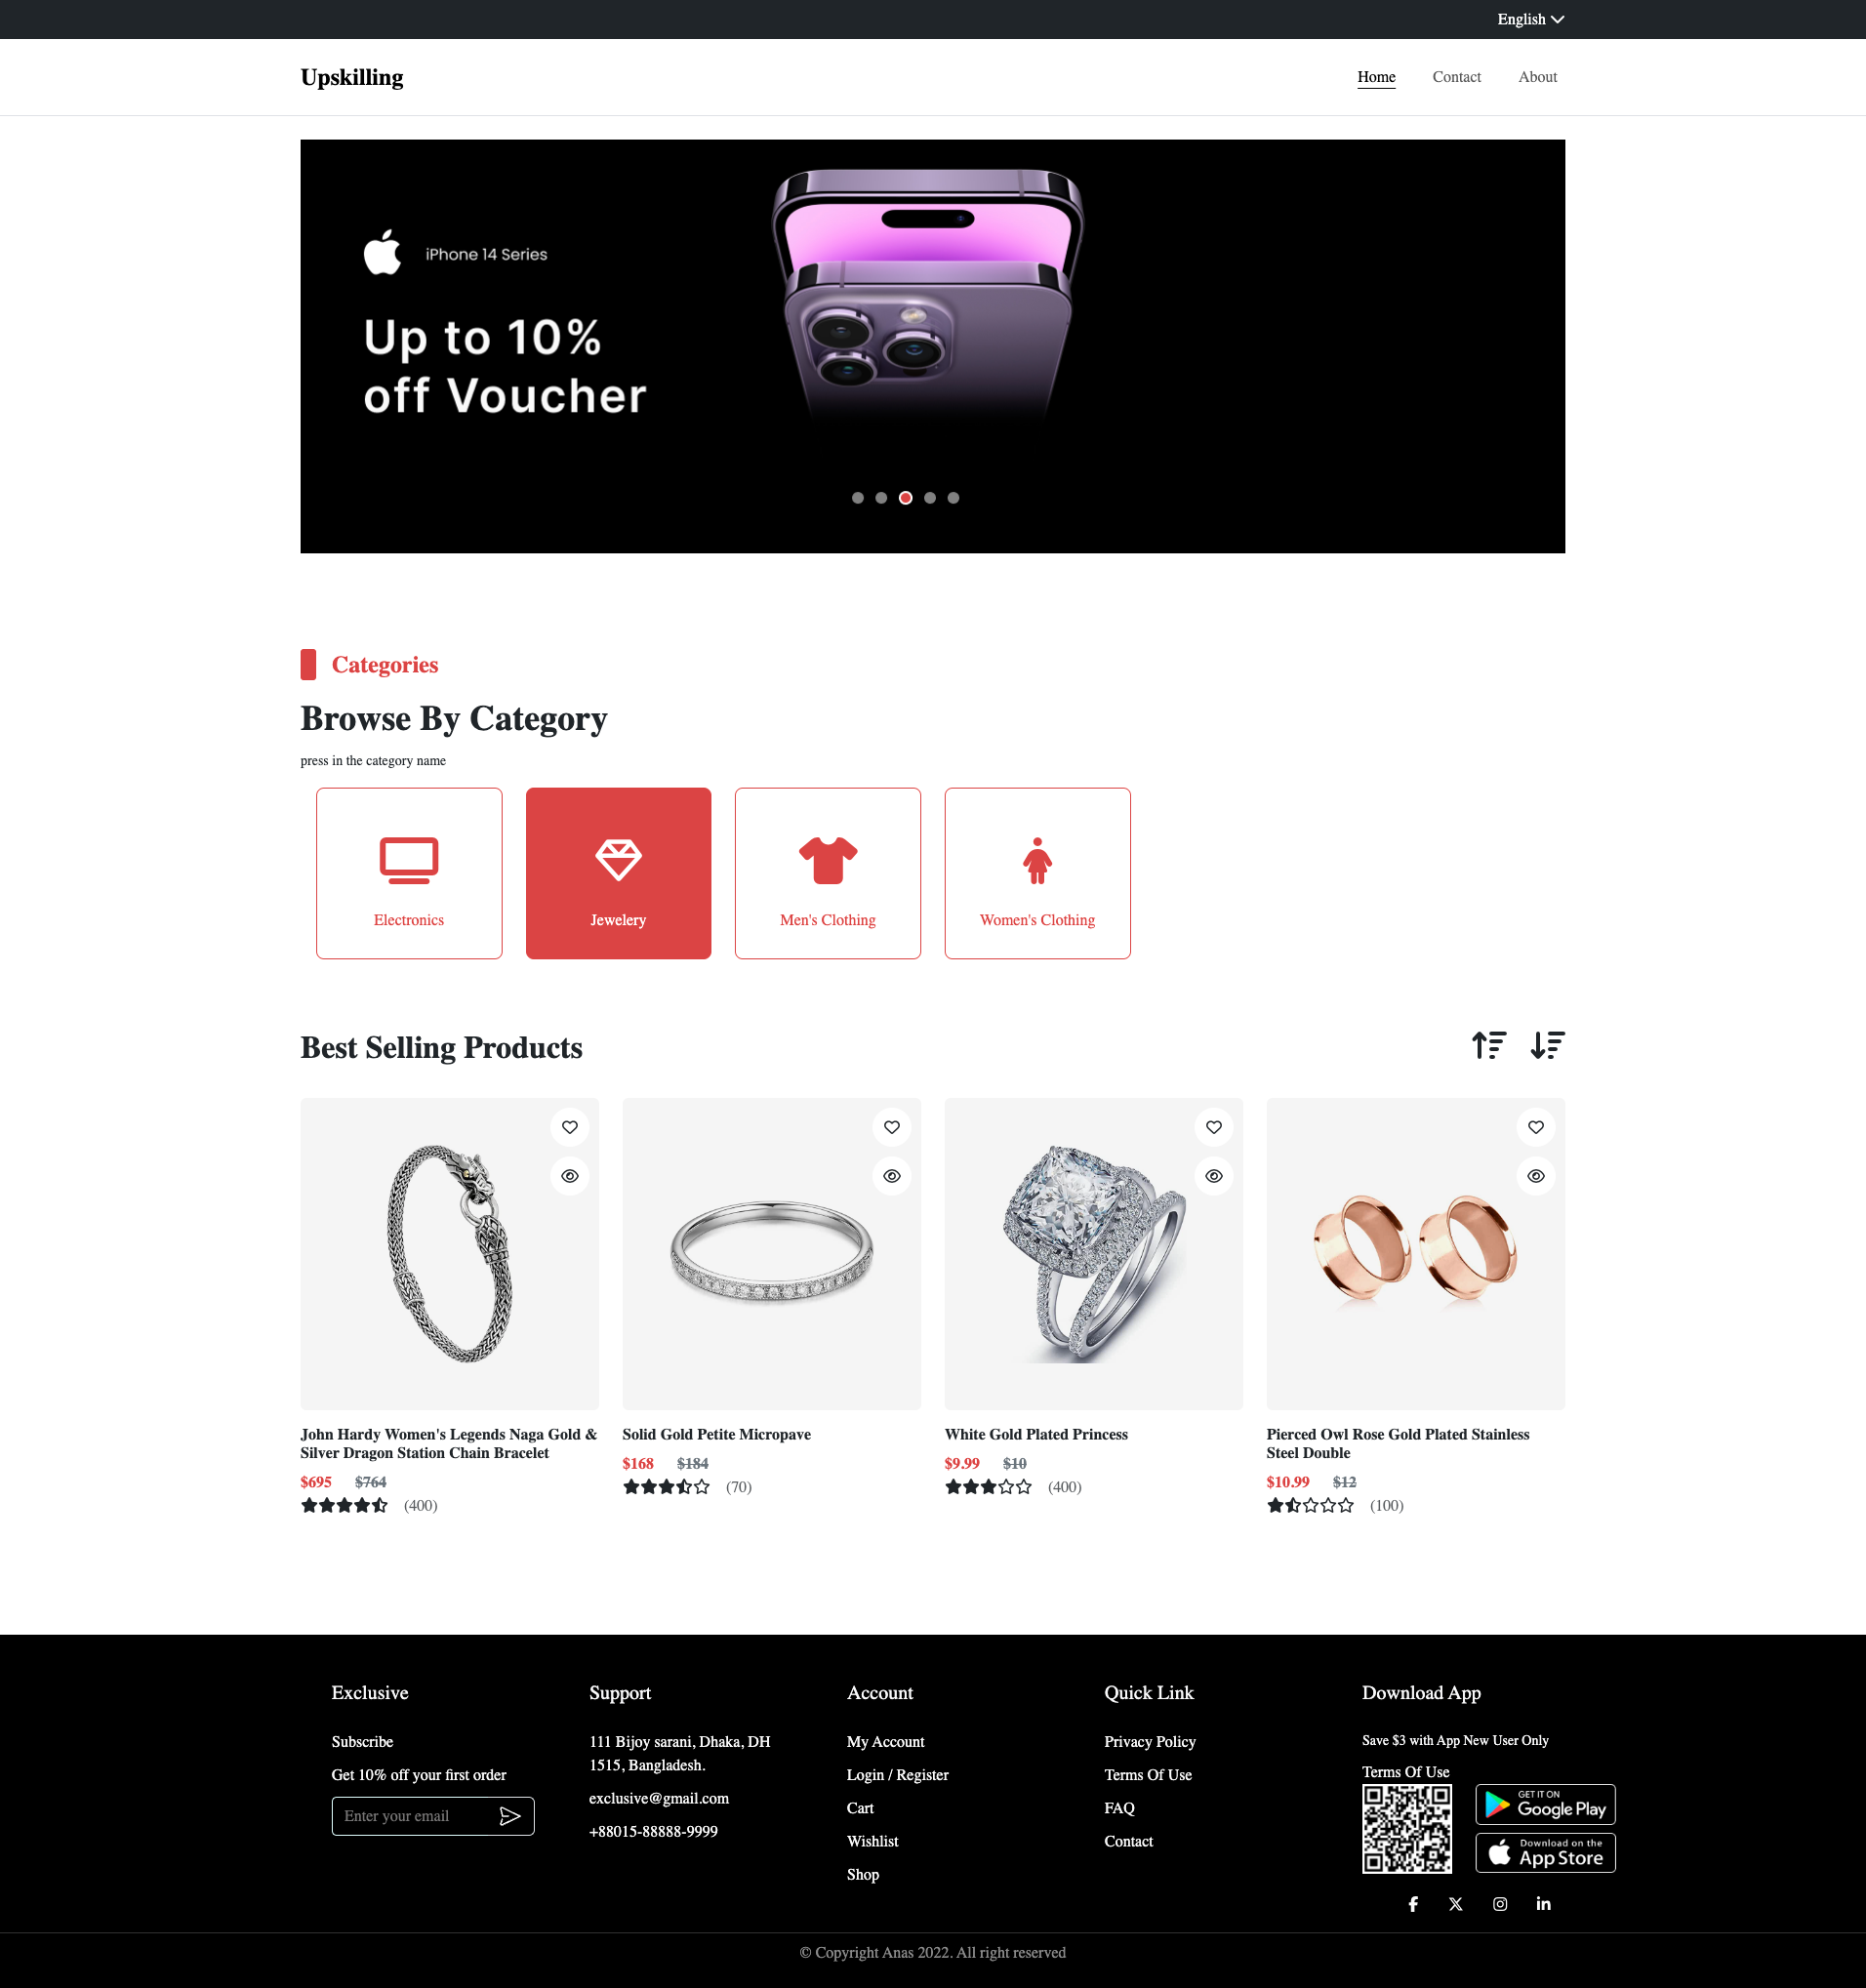 English
Upskilling
Home
Contact
About
iPhone 14 Series
Up to 10%
off Voucher
Categories
Browse By Category
press in the category name
Electronics
Jewelery
Men's Clothing
Women's Clothing
Best Selling Products
John Hardy Women's Legends Naga Gold &
Silver Dragon Station Chain Bracelet
$695 $764
(400)
Solid Gold Petite Micropave
$168 $184
(70)
White Gold Plated Princess
$9.99 $10
(400)
Pierced Owl Rose Gold Plated Stainless
Steel Double
$10.99 $12
(100)
Exclusive
Subscribe
Get 10% off your first order
Enter your email
Support
111 Bijoy sarani, Dhaka, DH
1515, Bangladesh.
exclusive@gmail.com
+88015-88888-9999
Account
My Account
Login / Register
Cart
Wishlist
Shop
Quick Link
Privacy Policy
Terms Of Use
FAQ
Contact
Download App
Save $3 with App New User Only
Terms Of Use
GET IT ON
Google Play
Download on the
App Store
© Copyright Anas 2022. All right reserved